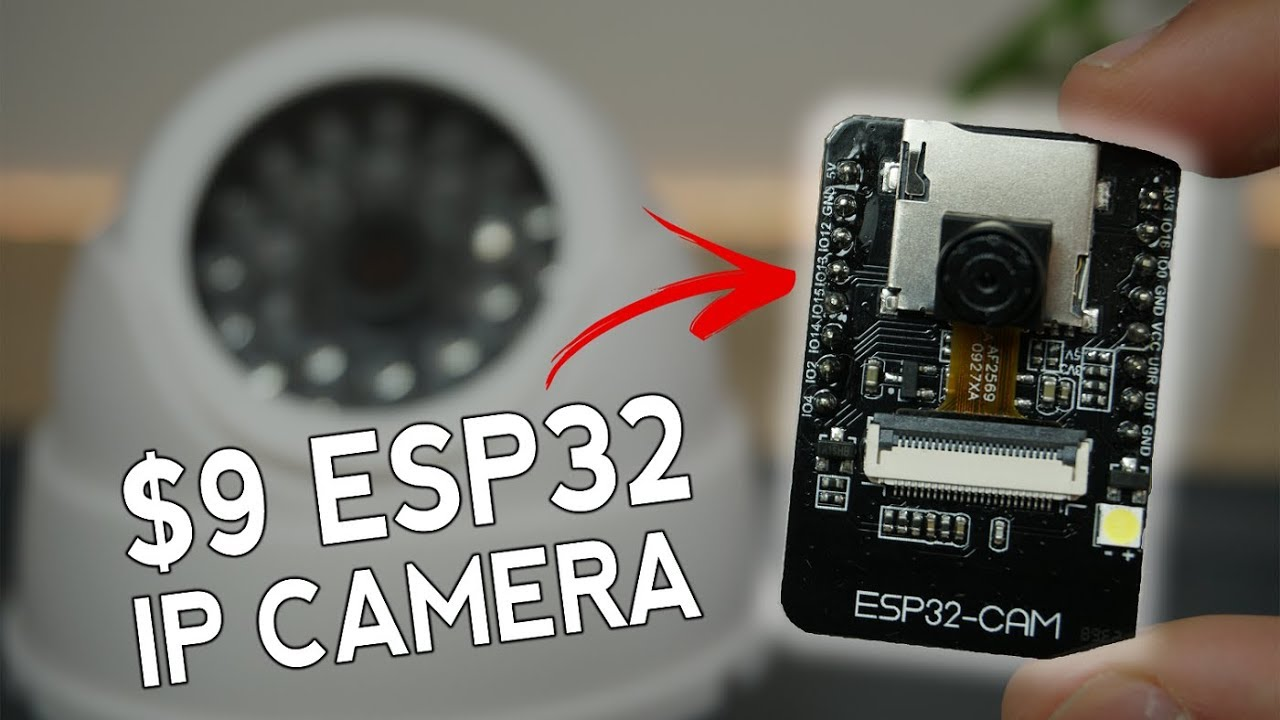 $9 ESP32
IP CAMERA
5V
GND
IO12
IO13
IO15
IO14
IO2
IO4
3V3
IO16
IO0
GND
VCC
U0R
U0T
GND
AF2569
0927XA
5V
- +
ESP32-CAM